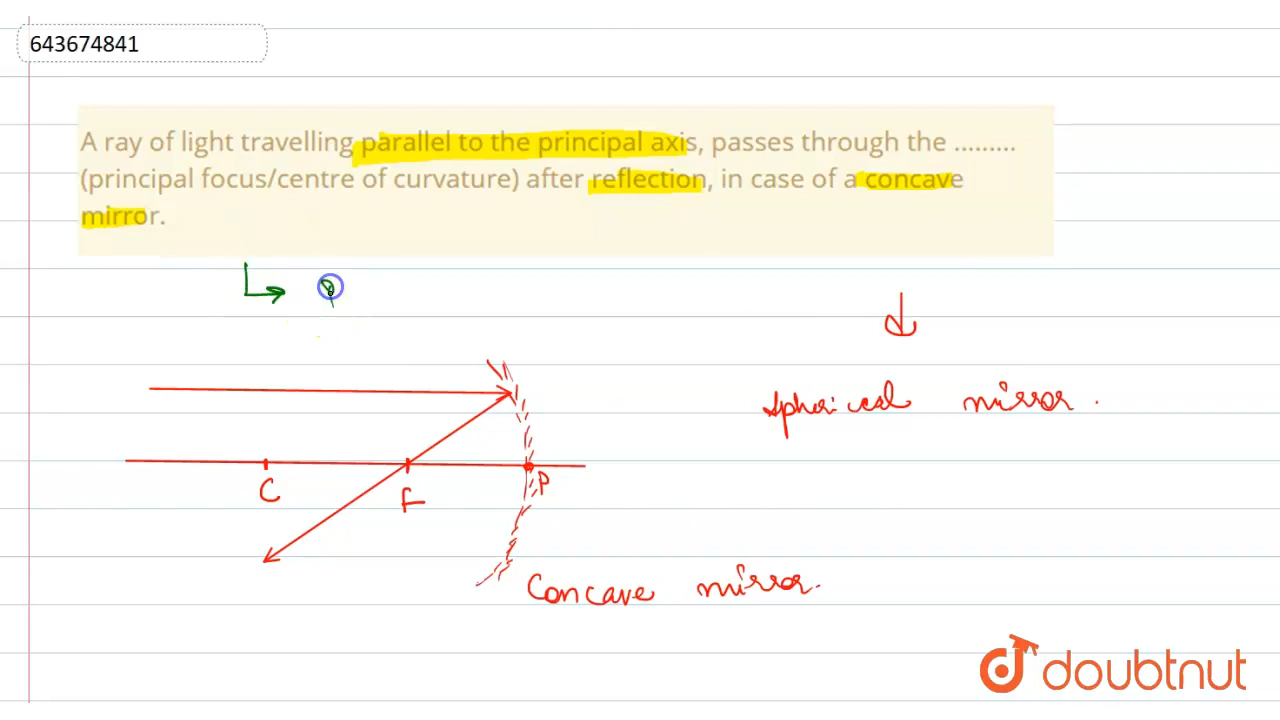 643674841
A ray of light travelling parallel to the principal axis, passes through the .........
(principal focus/centre of curvature) after reflection, in case of a concave
mirror.
spherical mirror.
C F P
Concave mirror.
doubtnut